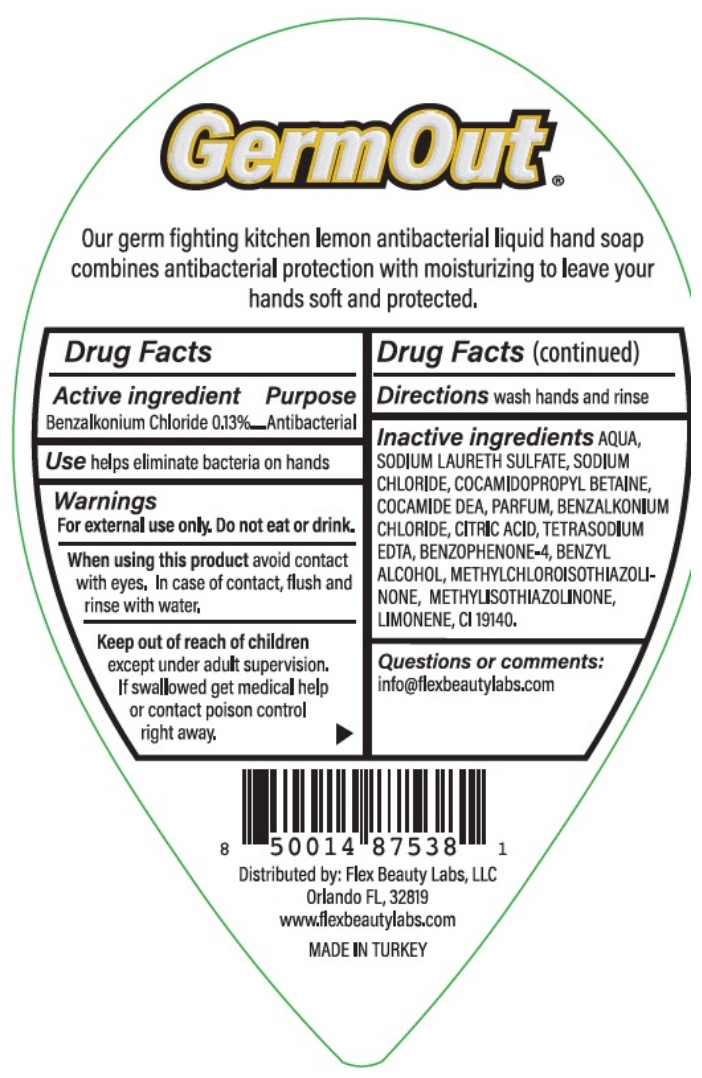 GermOut®
Our germ fighting kitchen lemon antibacterial liquid hand soap
combines antibacterial protection with moisturizing to leave your
hands soft and protected.
Drug Facts
Active ingredient Purpose
Benzalkonium Chloride 0.13%...Antibacterial
Use helps eliminate bacteria on hands
Warnings
For external use only. Do not eat or drink.
When using this product avoid contact
with eyes. In case of contact, flush and
rinse with water.
Keep out of reach of children
except under adult supervision.
If swallowed get medical help
or contact poison control
right away.
Drug Facts (continued)
Directions wash hands and rinse
Inactive ingredients AQUA,
SODIUM LAURETH SULFATE, SODIUM
CHLORIDE, COCAMIDOPROPYL BETAINE,
COCAMIDE DEA, PARFUM, BENZALKONIUM
CHLORIDE, CITRIC ACID, TETRASODIUM
EDTA, BENZOPHENONE-4, BENZYL
ALCOHOL, METHYLCHLOROISOTHIAZOLI-
NONE, METHYLISOTHIAZOLINONE,
LIMONENE, CI 19140.
Questions or comments:
info@flexbeautylabs.com
8 50014 87538 1
Distributed by: Flex Beauty Labs, LLC
Orlando FL, 32819
www.flexbeautylabs.com
MADE IN TURKEY